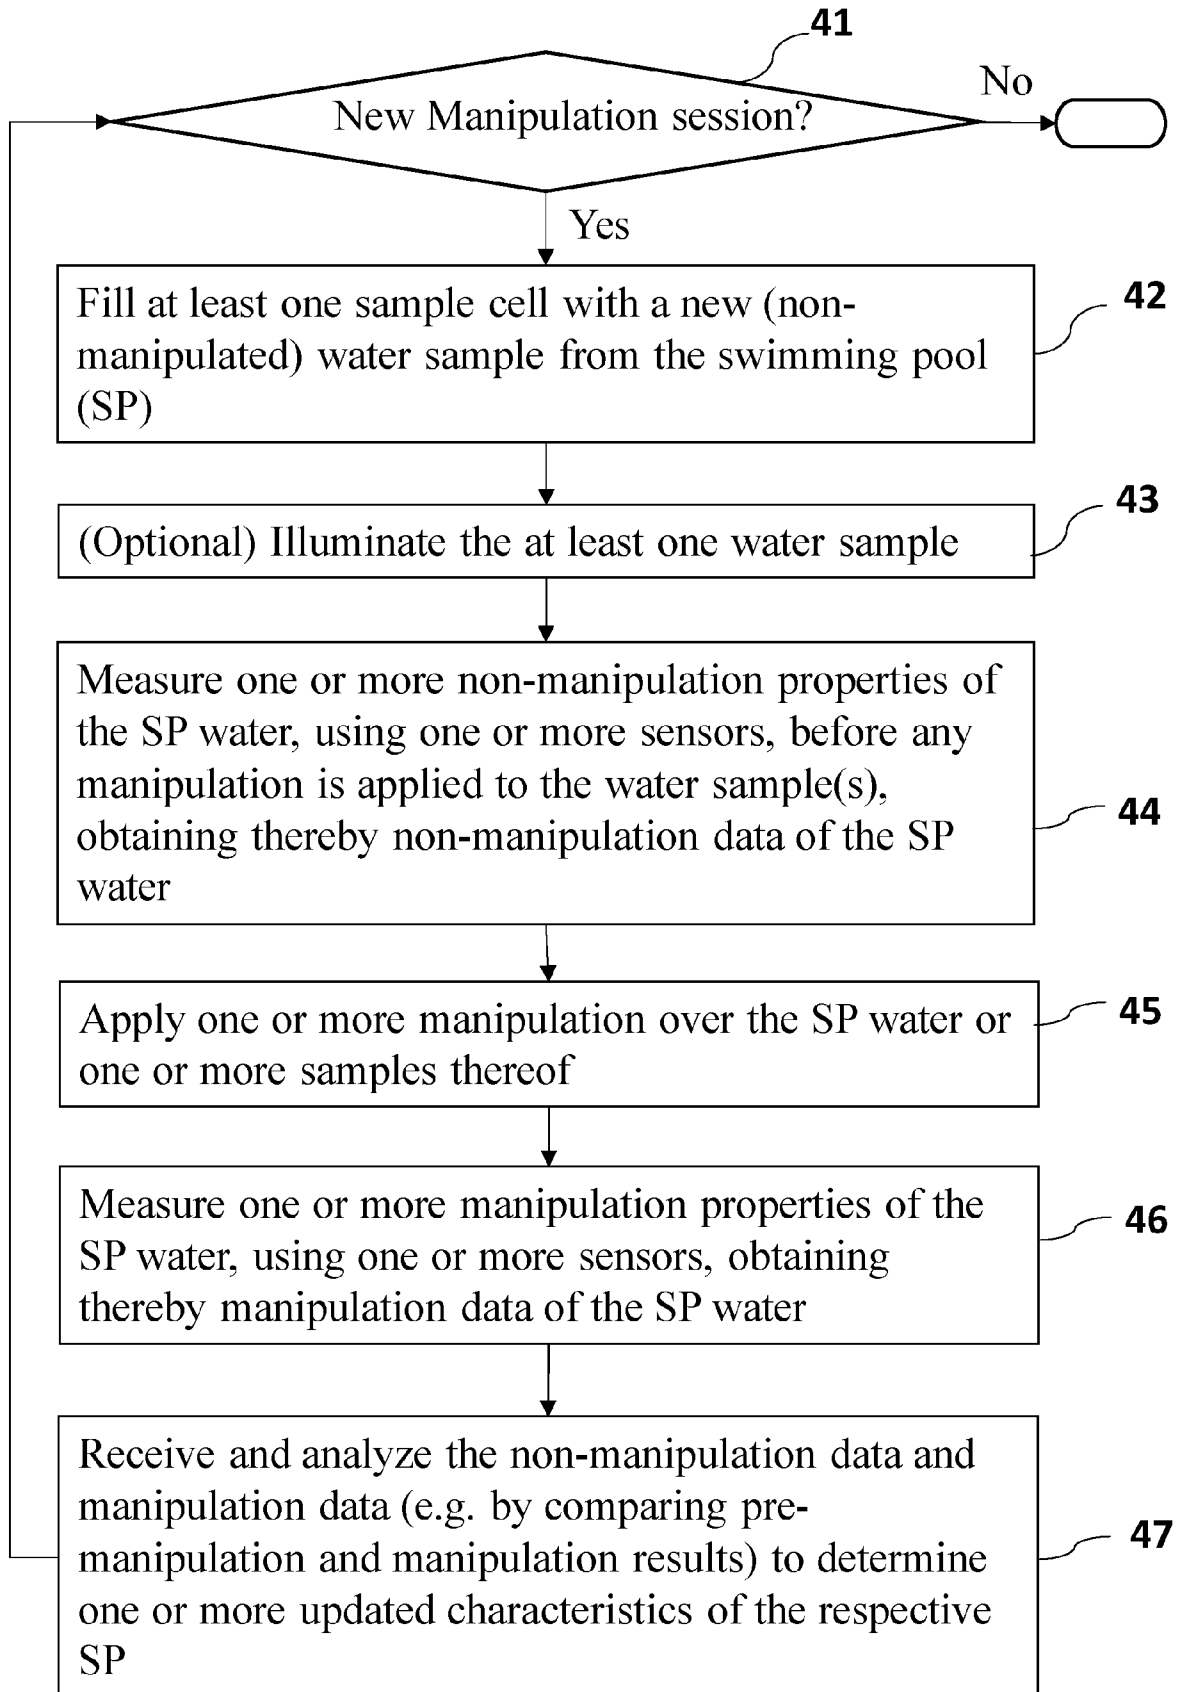 41
New Manipulation session?
No
Yes
Fill at least one sample cell with a new (non-
manipulated) water sample from the swimming pool
(SP)
42
(Optional) Illuminate the at least one water sample
43
Measure one or more non-manipulation properties of
the SP water, using one or more sensors, before any
manipulation is applied to the water sample(s),
obtaining thereby non-manipulation data of the SP
water
44
Apply one or more manipulation over the SP water or
one or more samples thereof
45
Measure one or more manipulation properties of the
SP water, using one or more sensors, obtaining
thereby manipulation data of the SP water
46
Receive and analyze the non-manipulation data and
manipulation data (e.g. by comparing pre-
manipulation and manipulation results) to determine
one or more updated characteristics of the respective
SP
47